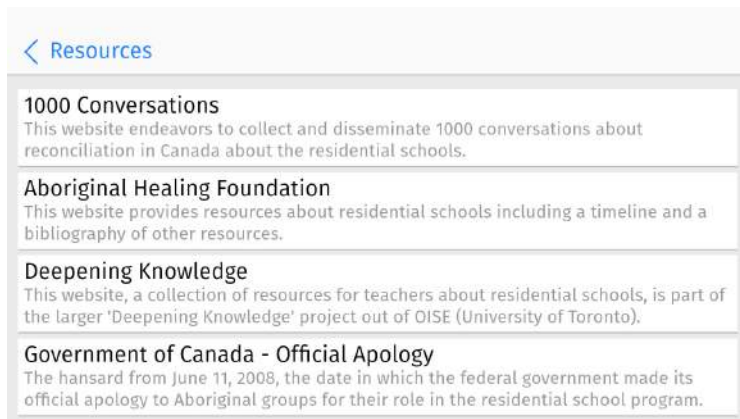 Resources
1000 Conversations
This website endeavors to collect and disseminate 1000 conversations about
reconciliation in Canada about the residential schools.
Aboriginal Healing Foundation
This website provides resources about residential schools including a timeline and a
bibliography of other resources.
Deepening Knowledge
This website, a collection of resources for teachers about residential schools, is part of
the larger 'Deepening Knowledge' project out of OISE (University of Toronto).
Government of Canada - Official Apology
The hansard from June 11, 2008, the date in which the federal government made its
official apology to Aboriginal groups for their role in the residential school program.